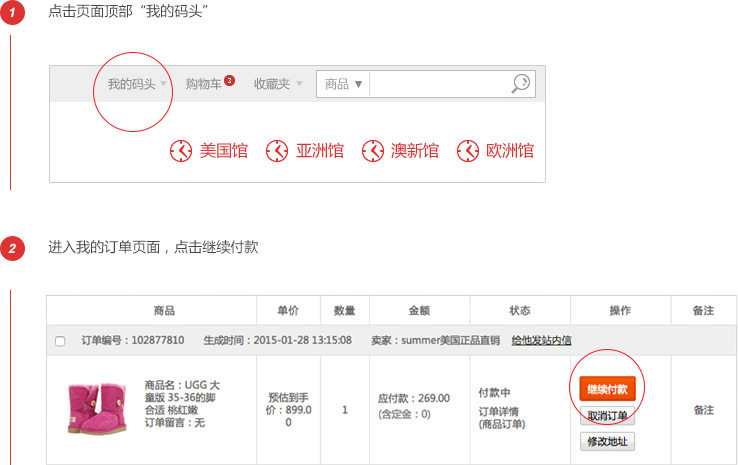 1
点击页面顶部“我的码头”
我的码头 购物车 3 收藏夹 商品 ▼
美国馆 亚洲馆 澳新馆 欧洲馆
2
进入我的订单页面，点击继续付款
商品 单价 数量 金额 状态 操作 备注
订单编号：102877810 生成时间：2015-01-28 13:15:08 卖家：summer美国正品直销 给他发站内信
商品名：UGG 大
童版 35-36的脚
合适 桃红嫩
订单留言：无
预估到手
价：899.0
0
1
应付款：269.00
(含定金：0)
付款中
订单详情
(商品订单)
继续付款
取消订单
修改地址
备注